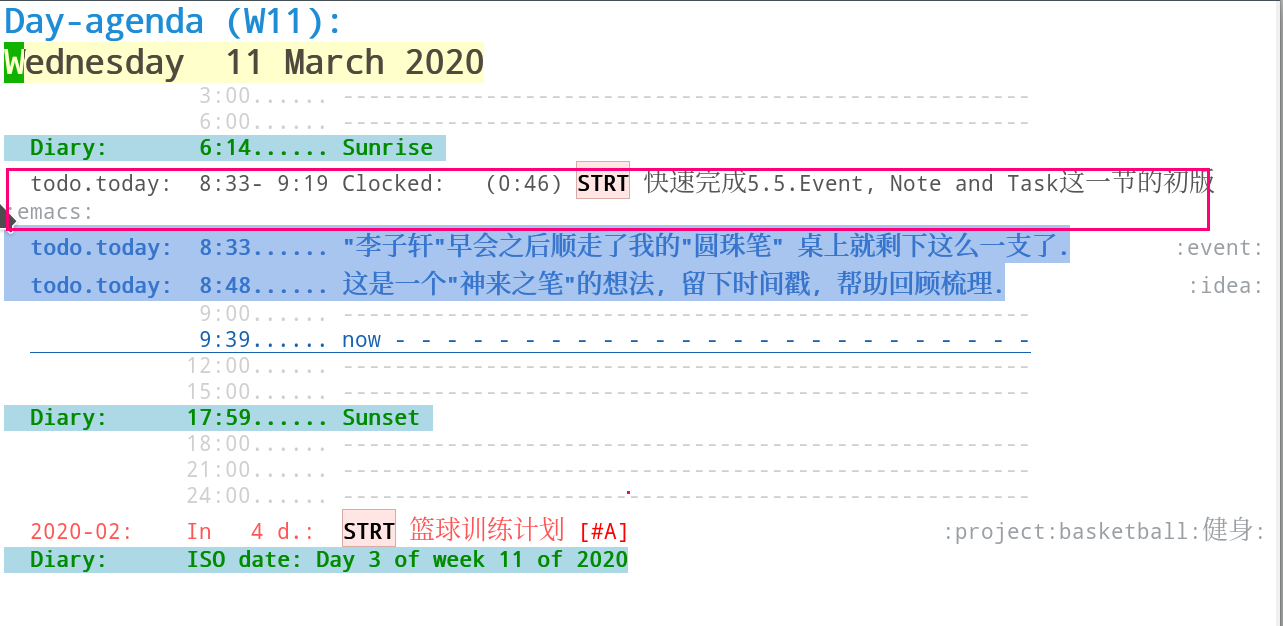 Day-agenda (W11):
Wednesday  11 March 2020
3:00...... -----------------------------------------------------
6:00...... -----------------------------------------------------
Diary:       6:14...... Sunrise
todo.today:  8:33- 9:19 Clocked:   (0:46) STRT 快速完成5.5.Event, Note and Task这一节的初版
:emacs:
todo.today:  8:33...... "李子轩"早会之后顺走了我的"圆珠笔" 桌上就剩下这么一支了. :event:
todo.today:  8:48...... 这是一个"神来之笔"的想法, 留下时间戳, 帮助回顾梳理. :idea:
9:00...... -----------------------------------------------------
9:39...... now - - - - - - - - - - - - - - - - - - - - - - - - -
12:00...... -----------------------------------------------------
15:00...... -----------------------------------------------------
Diary:      17:59...... Sunset
18:00...... -----------------------------------------------------
21:00...... -----------------------------------------------------
24:00...... -----------------------------------------------------
2020-02:    In   4 d.:  STRT 篮球训练计划 [#A] :project:basketball:健身:
Diary:      ISO date: Day 3 of week 11 of 2020